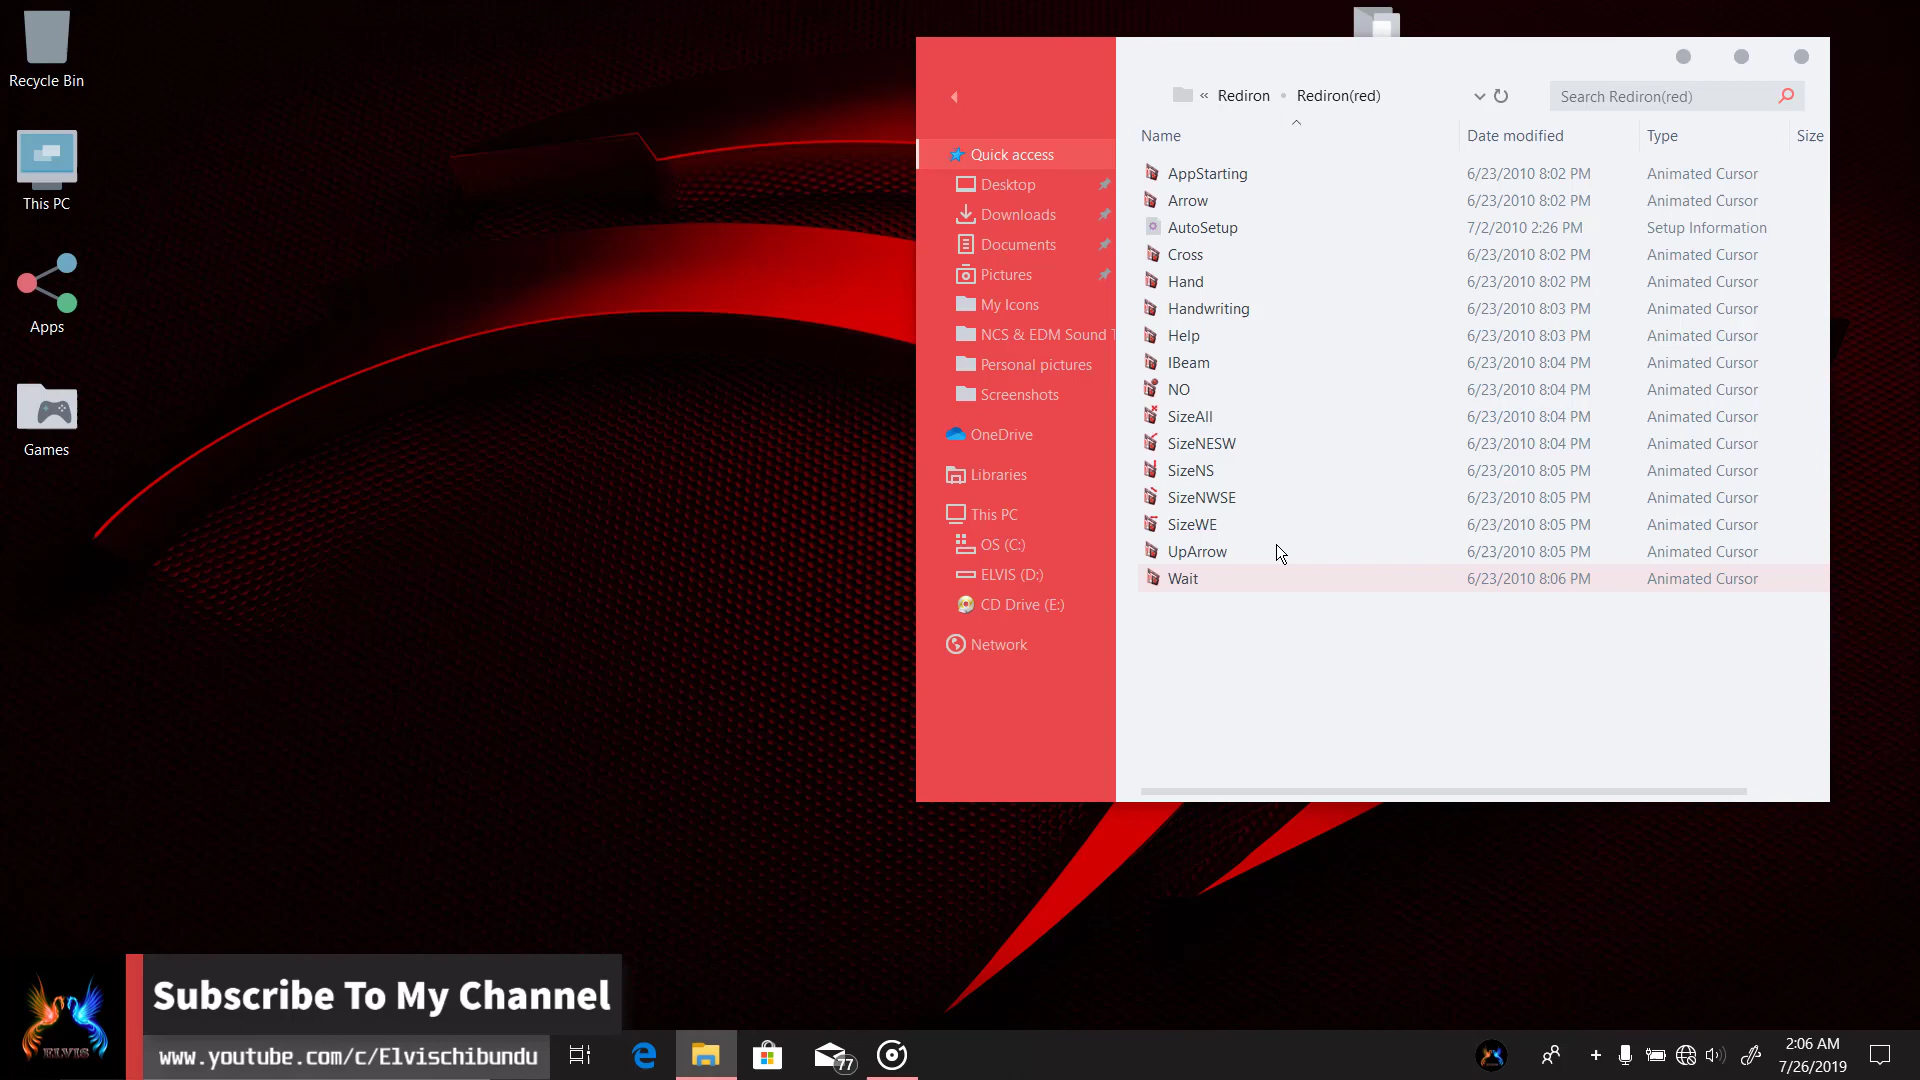 Recycle Bin
This PC
Apps
Games
« Rediron Rediron(red)
Search Rediron(red)
Quick access
Desktop
Downloads
Documents
Pictures
My Icons
NCS & EDM Sound
Personal pictures
Screenshots
OneDrive
Libraries
This PC
OS (C:)
ELVIS (D:)
CD Drive (E:)
Network
Name Date modified Type Size
AppStarting 6/23/2010 8:02 PM Animated Cursor
Arrow 6/23/2010 8:02 PM Animated Cursor
AutoSetup 7/2/2010 2:26 PM Setup Information
Cross 6/23/2010 8:02 PM Animated Cursor
Hand 6/23/2010 8:02 PM Animated Cursor
Handwriting 6/23/2010 8:03 PM Animated Cursor
Help 6/23/2010 8:03 PM Animated Cursor
IBeam 6/23/2010 8:04 PM Animated Cursor
NO 6/23/2010 8:04 PM Animated Cursor
SizeAll 6/23/2010 8:04 PM Animated Cursor
SizeNESW 6/23/2010 8:04 PM Animated Cursor
SizeNS 6/23/2010 8:05 PM Animated Cursor
SizeNWSE 6/23/2010 8:05 PM Animated Cursor
SizeWE 6/23/2010 8:05 PM Animated Cursor
UpArrow 6/23/2010 8:05 PM Animated Cursor
Wait 6/23/2010 8:06 PM Animated Cursor
ELVIS
Subscribe To My Channel
www.youtube.com/c/Elvischibundu
77
2:06 AM
7/26/2019